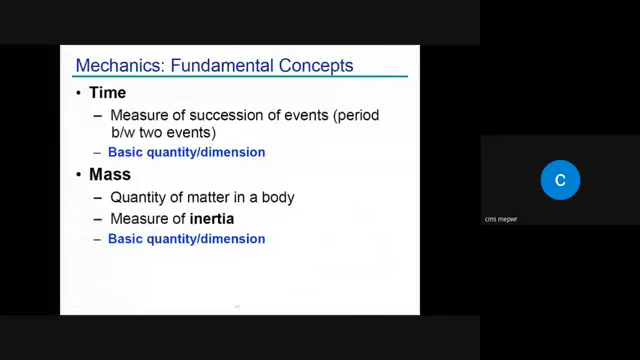 Mechanics: Fundamental Concepts
• Time
– Measure of succession of events (period
b/w two events)
– Basic quantity/dimension
• Mass
– Quantity of matter in a body
– Measure of inertia
– Basic quantity/dimension
C
cms mepwr